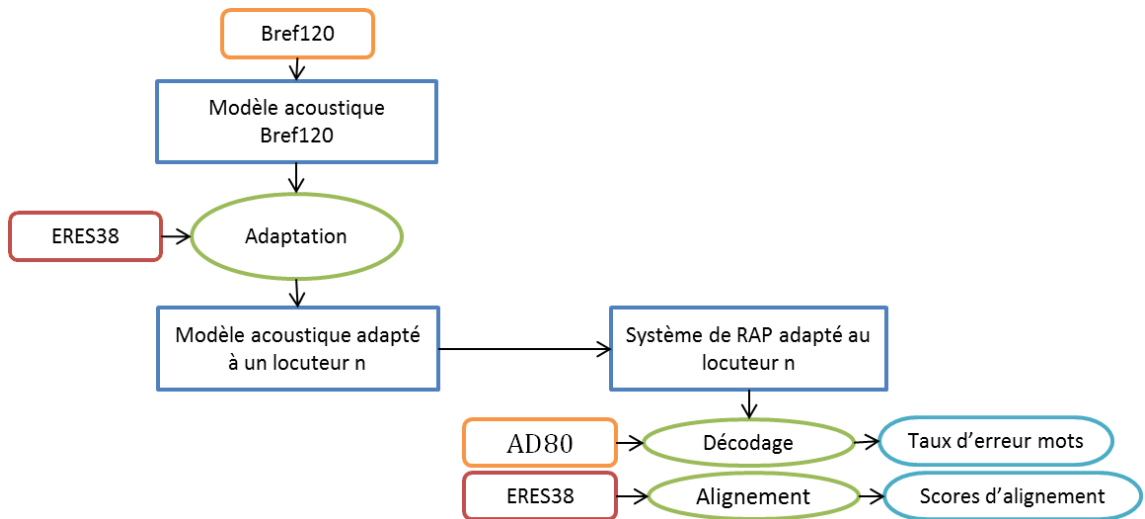 Bref120
Modèle acoustique
Bref120
ERES38
Adaptation
Modèle acoustique adapté
à un locuteur n
Système de RAP adapté au
locuteur n
AD80
Décodage
Taux d'erreur mots
ERES38
Alignement
Scores d'alignement